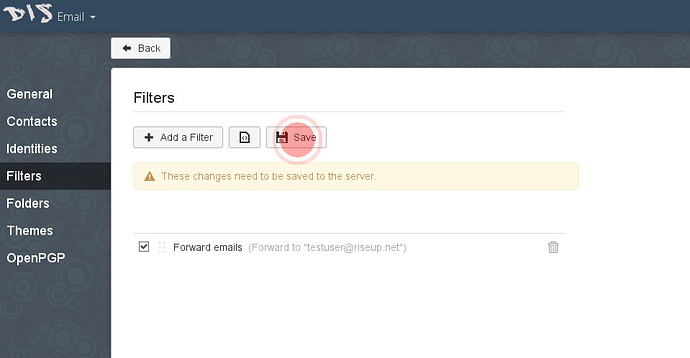 DIS Email
Back
General
Contacts
Identities
Filters
Folders
Themes
OpenPGP
Filters
Add a Filter
Save
These changes need to be saved to the server.
Forward emails (Forward to "testuser@riseup.net")